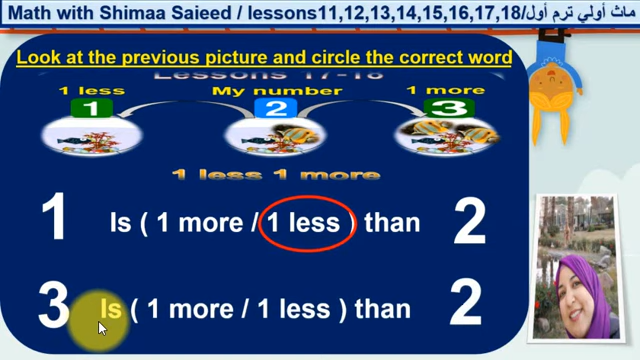 Math with Shimaa Saieed / lessons11,12,13,14,15,16,17,18/ماث أولي ترم أول
Look at the previous picture and circle the correct word
Lessons 17-18
1 less My number 1 more
1 2 3
1 less 1 more
1 Is ( 1 more / 1 less ) than 2
3 Is ( 1 more / 1 less ) than 2